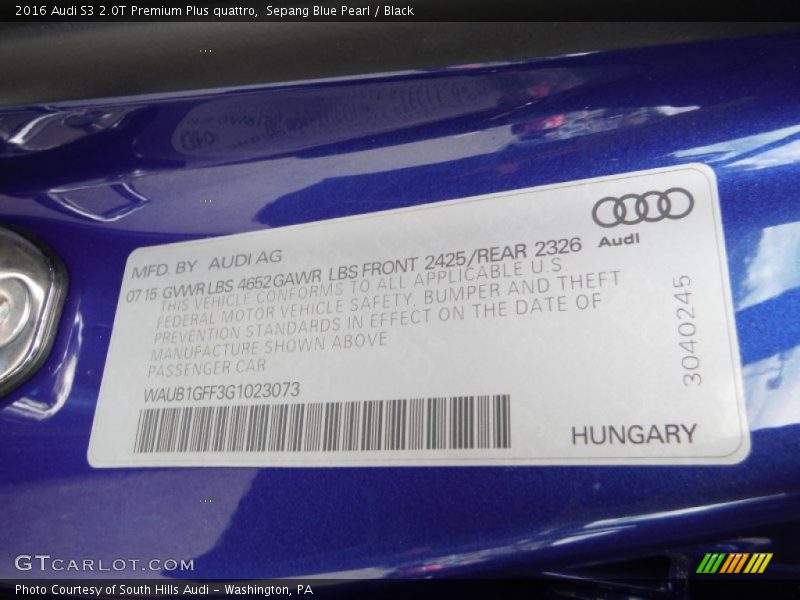 2016 Audi S3 2.0T Premium Plus quattro,  Sepang Blue Pearl / Black
MFD. BY AUDI AG
Audi
07 15 GVWR LBS 4652 GAWR LBS FRONT 2425/REAR 2326
THIS VEHICLE CONFORMS TO ALL APPLICABLE U.S
FEDERAL MOTOR VEHICLE SAFETY, BUMPER AND THEFT
PREVENTION STANDARDS IN EFFECT ON THE DATE OF
MANUFACTURE SHOWN ABOVE
PASSENGER CAR
3040245
WAUB1GFF3G1023073
HUNGARY
GTCARLOT.COM
Photo Courtesy of South Hills Audi - Washington, PA